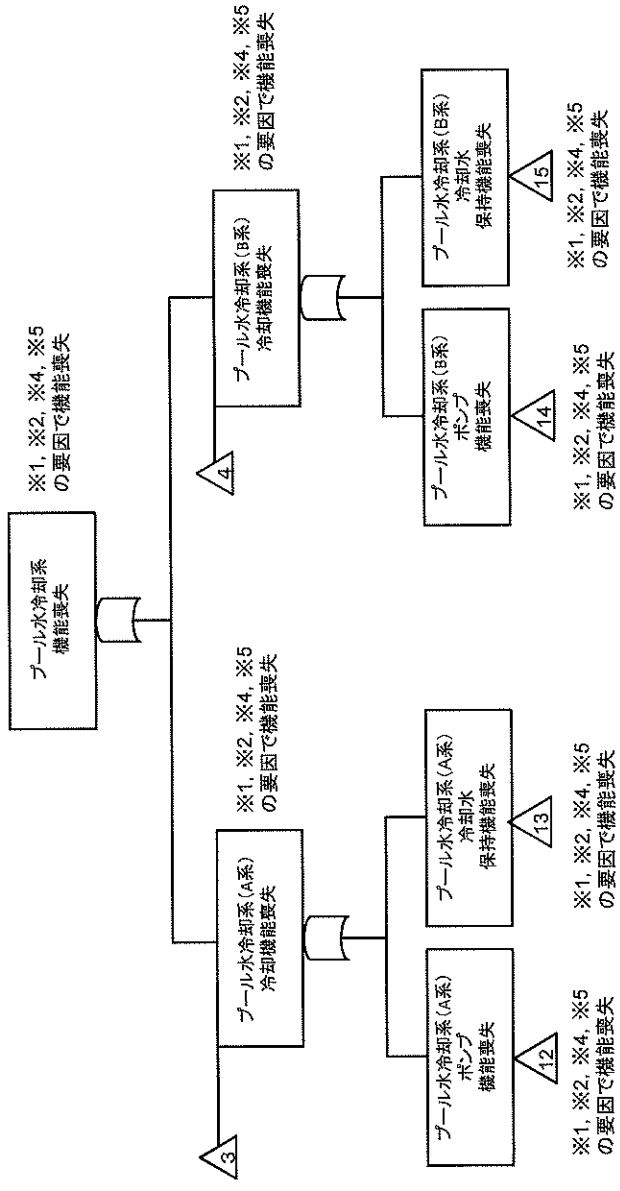 プール水冷却系
機能喪失
※1, ※2, ※4, ※5
の要因で機能喪失
3
プール水冷却系(A系)
冷却機能喪失
※1, ※2, ※4, ※5
の要因で機能喪失
4
プール水冷却系(B系)
冷却機能喪失
※1, ※2, ※4, ※5
の要因で機能喪失
プール水冷却系(A系)
ポンプ
機能喪失
12
※1, ※2, ※4, ※5
の要因で機能喪失
プール水冷却系(A系)
冷却水
保持機能喪失
13
※1, ※2, ※4, ※5
の要因で機能喪失
プール水冷却系(B系)
ポンプ
機能喪失
14
※1, ※2, ※4, ※5
の要因で機能喪失
プール水冷却系(B系)
冷却水
保持機能喪失
15
※1, ※2, ※4, ※5
の要因で機能喪失